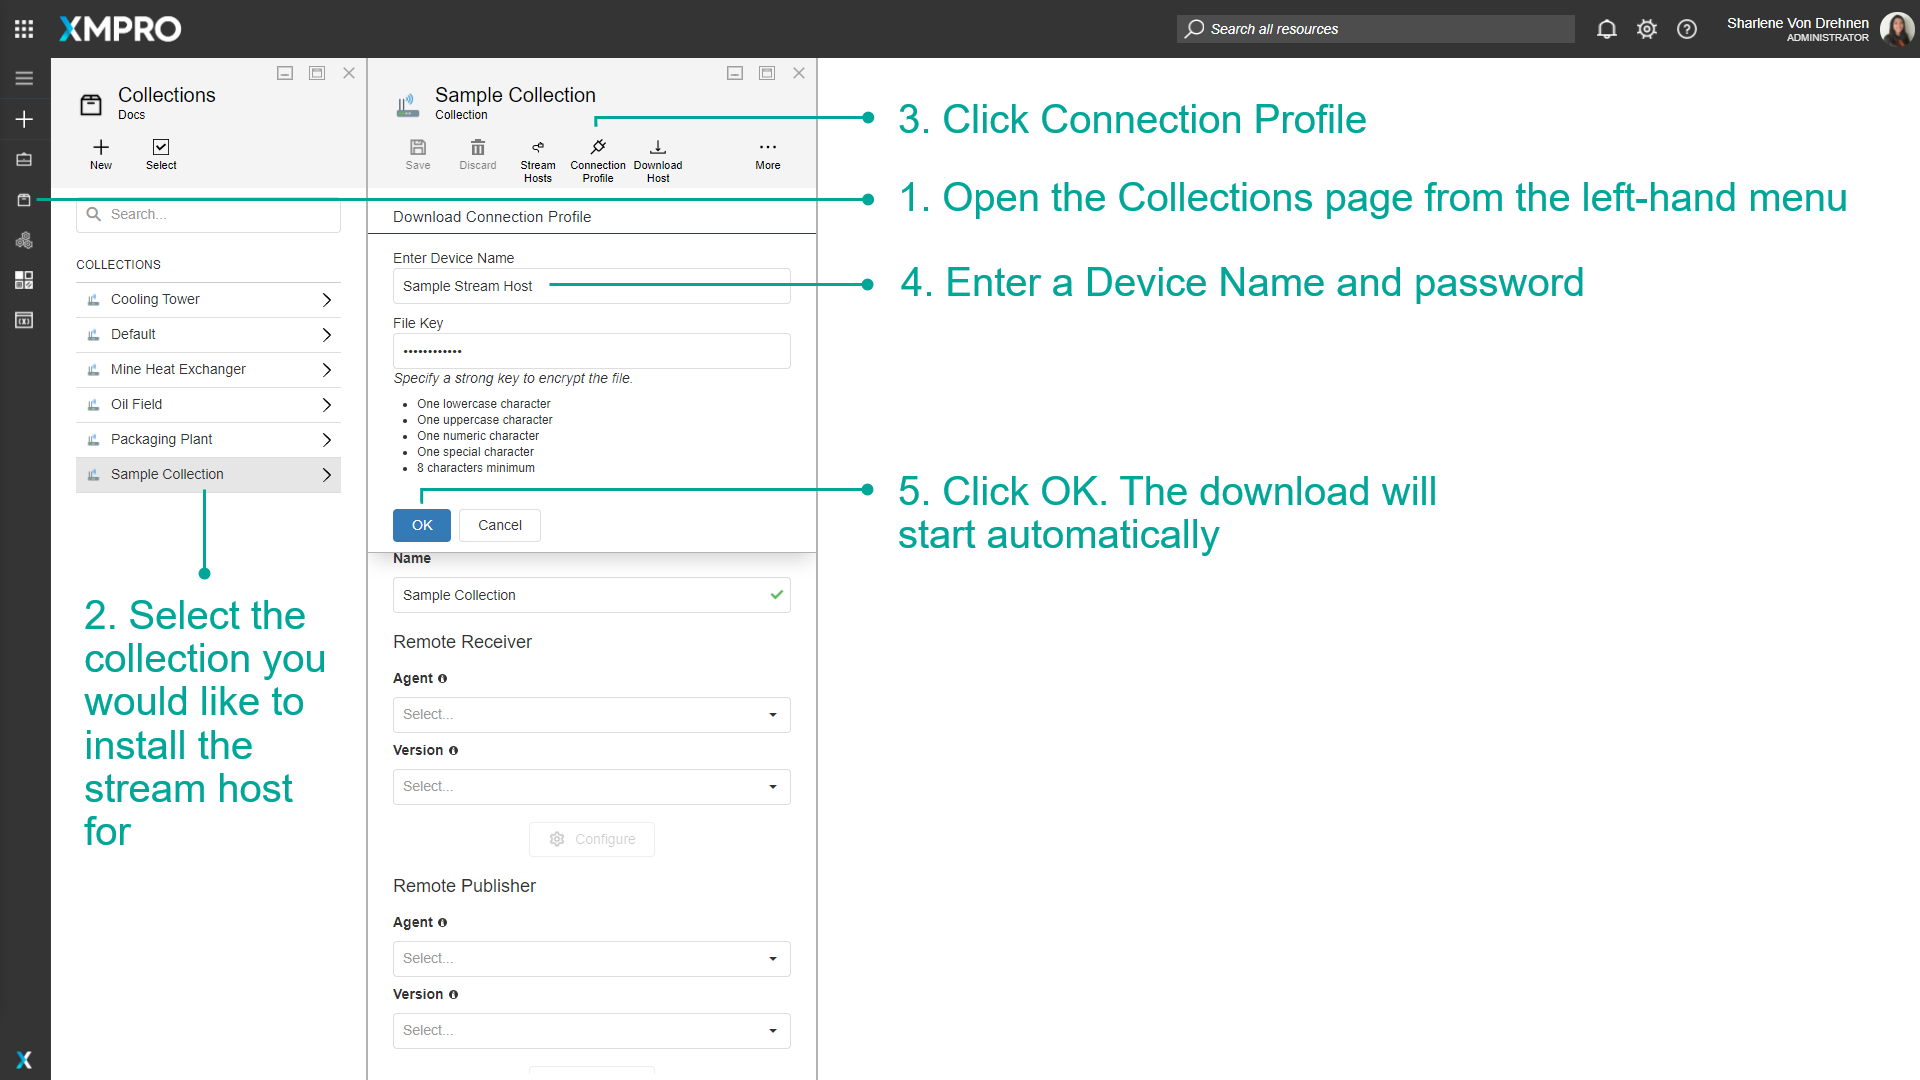 XMPRO
Search all resources
Sharlene Von Drehnen
ADMINISTRATOR
Collections
Docs
New
Select
Search...
COLLECTIONS
Cooling Tower
Default
Mine Heat Exchanger
Oil Field
Packaging Plant
Sample Collection
2. Select the
collection you
would like to
install the
stream host
for
Sample Collection
Collection
Save
Discard
Stream
Hosts
Connection
Profile
Download
Host
More
Download Connection Profile
Enter Device Name
Sample Stream Host
File Key
••••••••••••
Specify a strong key to encrypt the file.
• One lowercase character
• One uppercase character
• One numeric character
• One special character
• 8 characters minimum
OK
Cancel
Name
Sample Collection
Remote Receiver
Agent
Select...
Version
Select...
Configure
Remote Publisher
Agent
Select...
Version
Select...
3. Click Connection Profile
1. Open the Collections page from the left-hand menu
4. Enter a Device Name and password
5. Click OK. The download will
start automatically